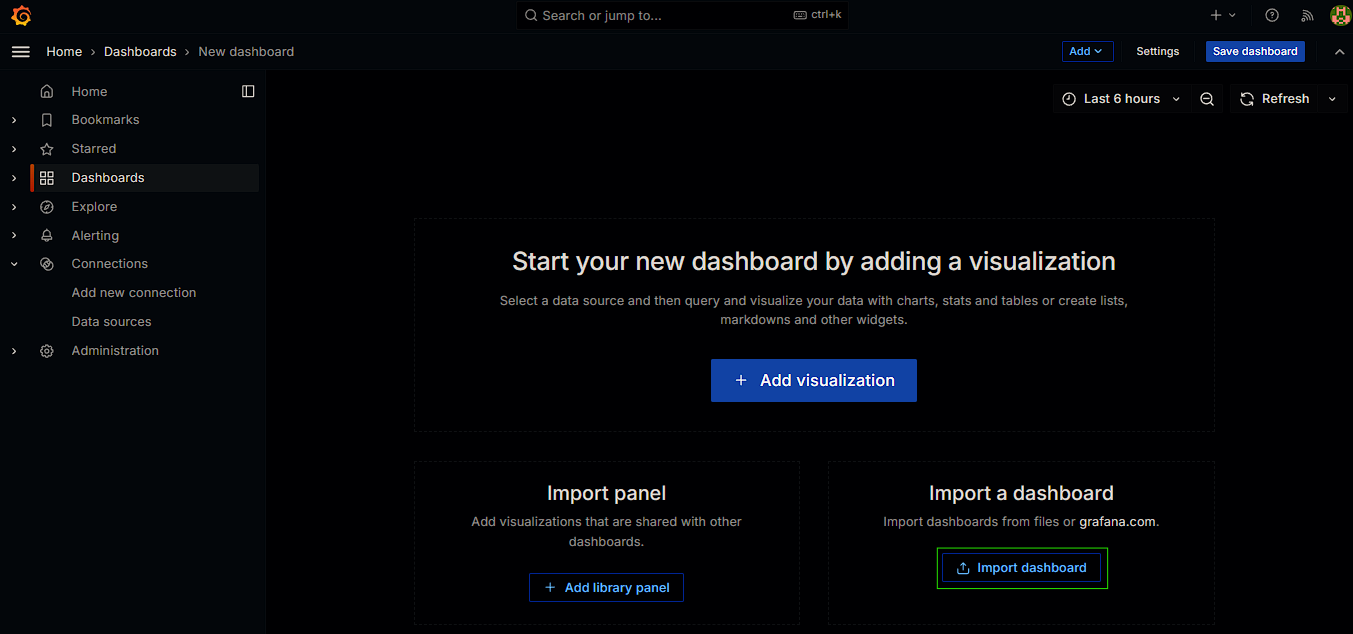 Search or jump to...
ctrl+k
Home › Dashboards › New dashboard
Add
Settings
Save dashboard
Home
Bookmarks
Starred
Dashboards
Explore
Alerting
Connections
Add new connection
Data sources
Administration
Last 6 hours
Refresh
Start your new dashboard by adding a visualization
Select a data source and then query and visualize your data with charts, stats and tables or create lists,
markdowns and other widgets.
+ Add visualization
Import panel
Add visualizations that are shared with other
dashboards.
+ Add library panel
Import a dashboard
Import dashboards from files or grafana.com.
Import dashboard